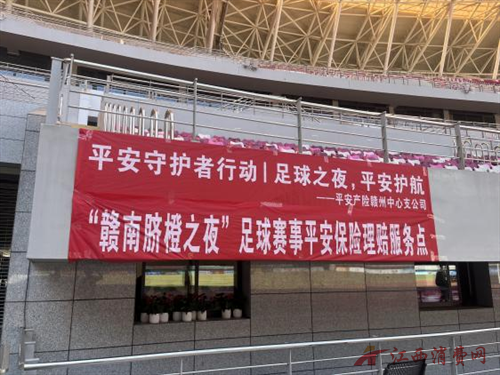 平安守护者行动|足球之夜，平安护航
——平安产险赣州中心支公司
“赣南脐橙之夜”足球赛事平安保险理赔服务点
江西消费网